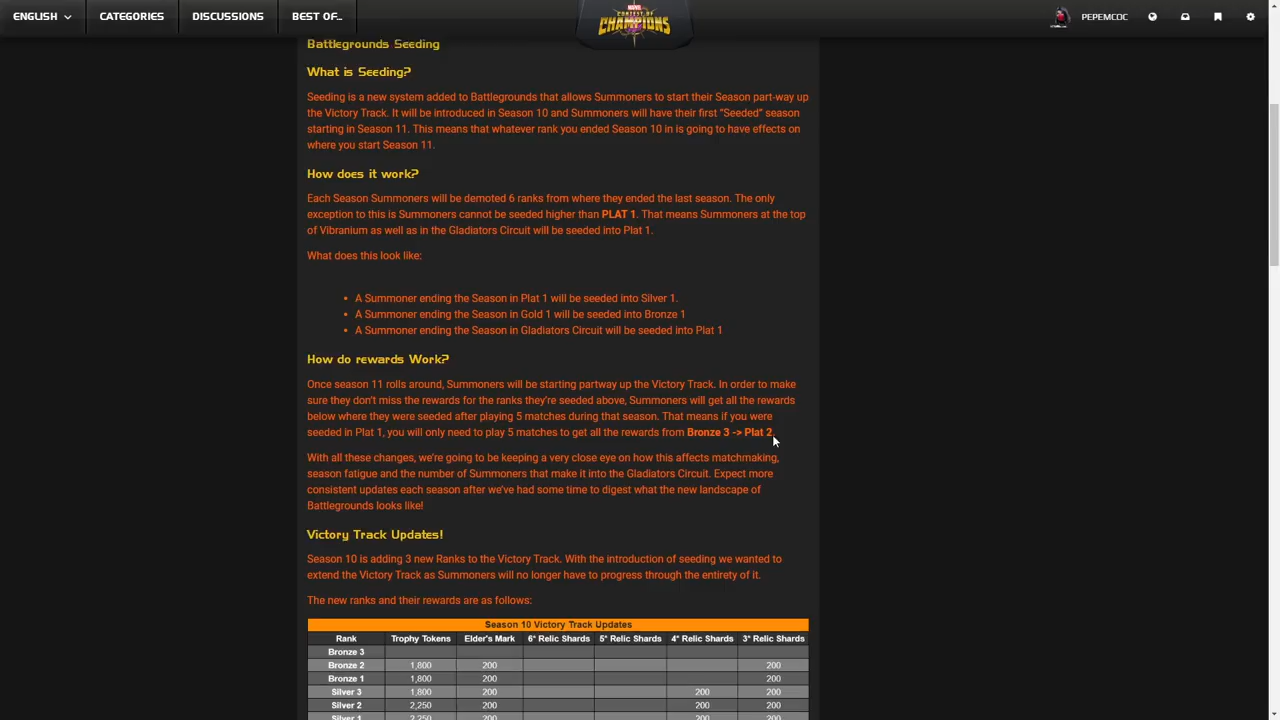 ENGLISH CATEGORIES DISCUSSIONS BEST OF... MARVEL CONTEST OF CHAMPIONS PEPEMCOC
Battlegrounds Seeding
What is Seeding?
Seeding is a new system added to Battlegrounds that allows Summoners to start their Season part-way up
the Victory Track. It will be introduced in Season 10 and Summoners will have their first “Seeded” season
starting in Season 11. This means that whatever rank you ended Season 10 in is going to have effects on
where you start Season 11.
How does it work?
Each Season Summoners will be demoted 6 ranks from where they ended the last season. The only
exception to this is Summoners cannot be seeded higher than PLAT 1. That means Summoners at the top
of Vibranium as well as in the Gladiators Circuit will be seeded into Plat 1.
What does this look like:
• A Summoner ending the Season in Plat 1 will be seeded into Silver 1.
• A Summoner ending the Season in Gold 1 will be seeded into Bronze 1
• A Summoner ending the Season in Gladiators Circuit will be seeded into Plat 1
How do rewards Work?
Once season 11 rolls around, Summoners will be starting partway up the Victory Track. In order to make
sure they don’t miss the rewards for the ranks they’re seeded above, Summoners will get all the rewards
below where they were seeded after playing 5 matches during that season. That means if you were
seeded in Plat 1, you will only need to play 5 matches to get all the rewards from Bronze 3 -> Plat 2.
With all these changes, we’re going to be keeping a very close eye on how this affects matchmaking,
season fatigue and the number of Summoners that make it into the Gladiators Circuit. Expect more
consistent updates each season after we’ve had some time to digest what the new landscape of
Battlegrounds looks like!
Victory Track Updates!
Season 10 is adding 3 new Ranks to the Victory Track. With the introduction of seeding we wanted to
extend the Victory Track as Summoners will no longer have to progress through the entirety of it.
The new ranks and their rewards are as follows:
Season 10 Victory Track Updates
Rank Trophy Tokens Elder's Mark 6* Relic Shards 5* Relic Shards 4* Relic Shards 3* Relic Shards
Bronze 3
Bronze 2 1,800 200 200
Bronze 1 1,800 200 200
Silver 3 1,800 200 200 200
Silver 2 2,250 200 200 200
Silver 1 2,250 200 200 200